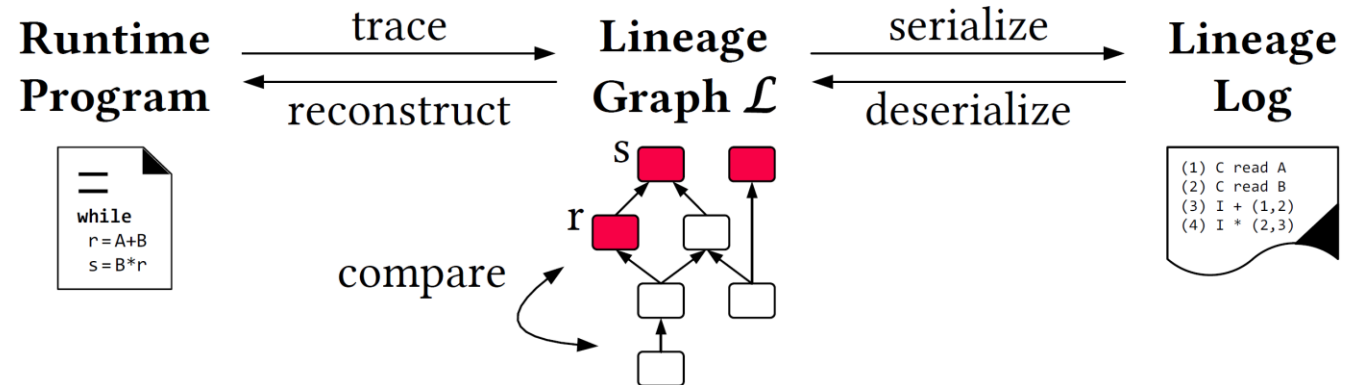 Runtime
Program
trace
reconstruct
Lineage
Graph ℒ
serialize
deserialize
Lineage
Log
while
r=A+B
s=B*r
s
r
compare
(1) C read A
(2) C read B
(3) I + (1,2)
(4) I * (2,3)